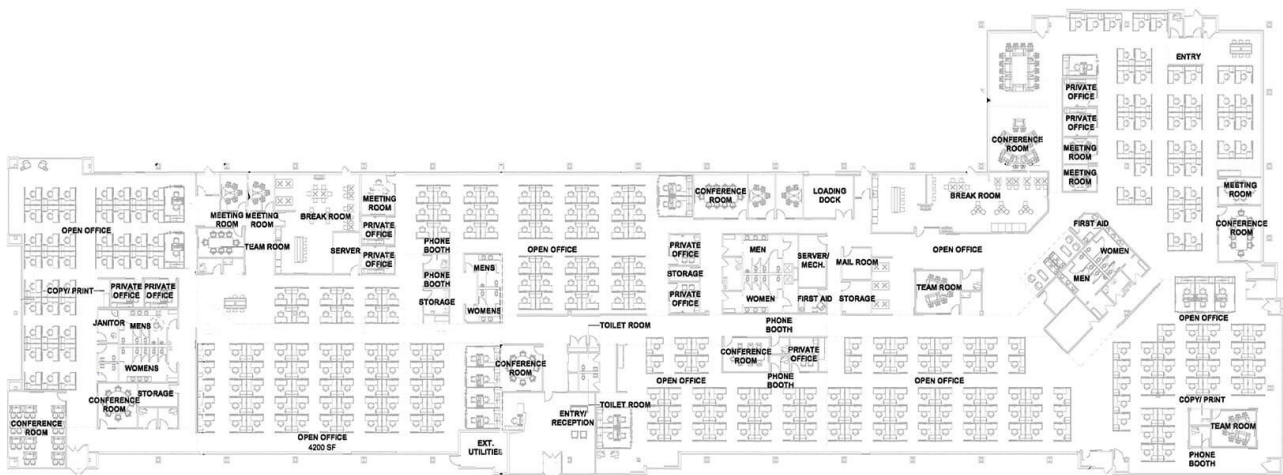 ENTRY
PRIVATE
OFFICE
PRIVATE
OFFICE
CONFERENCE
ROOM
MEETING
ROOM
MEETING
ROOM
MEETING
ROOM
CONFERENCE
ROOM
MEETING
ROOM
MEETING
ROOM
BREAK ROOM
MEETING
ROOM
CONFERENCE
ROOM
LOADING
DOCK
BREAK ROOM
OPEN OFFICE
TEAM ROOM
SERVER
PRIVATE
OFFICE
PRIVATE
OFFICE
PHONE
BOOTH
OPEN OFFICE
PRIVATE
OFFICE
MEN
SERVER/
MECH.
MAIL ROOM
OPEN OFFICE
FIRST AID
WOMEN
MEN
COPY/ PRINT
PRIVATE
OFFICE
PRIVATE
OFFICE
PHONE
BOOTH
MENS
STORAGE
STORAGE
PRIVATE
OFFICE
WOMEN
FIRST AID
STORAGE
TEAM ROOM
WOMENS
JANITOR
MENS
TOILET ROOM
PHONE
BOOTH
OPEN OFFICE
WOMENS
CONFERENCE
ROOM
CONFERENCE
ROOM
PRIVATE
OFFICE
PHONE
BOOTH
OPEN OFFICE
OPEN OFFICE
STORAGE
CONFERENCE
ROOM
TOILET ROOM
COPY/ PRINT
CONFERENCE
ROOM
ENTRY/
RECEPTION
TEAM ROOM
OPEN OFFICE
4200 SF
EXT.
UTILITIES
PHONE
BOOTH